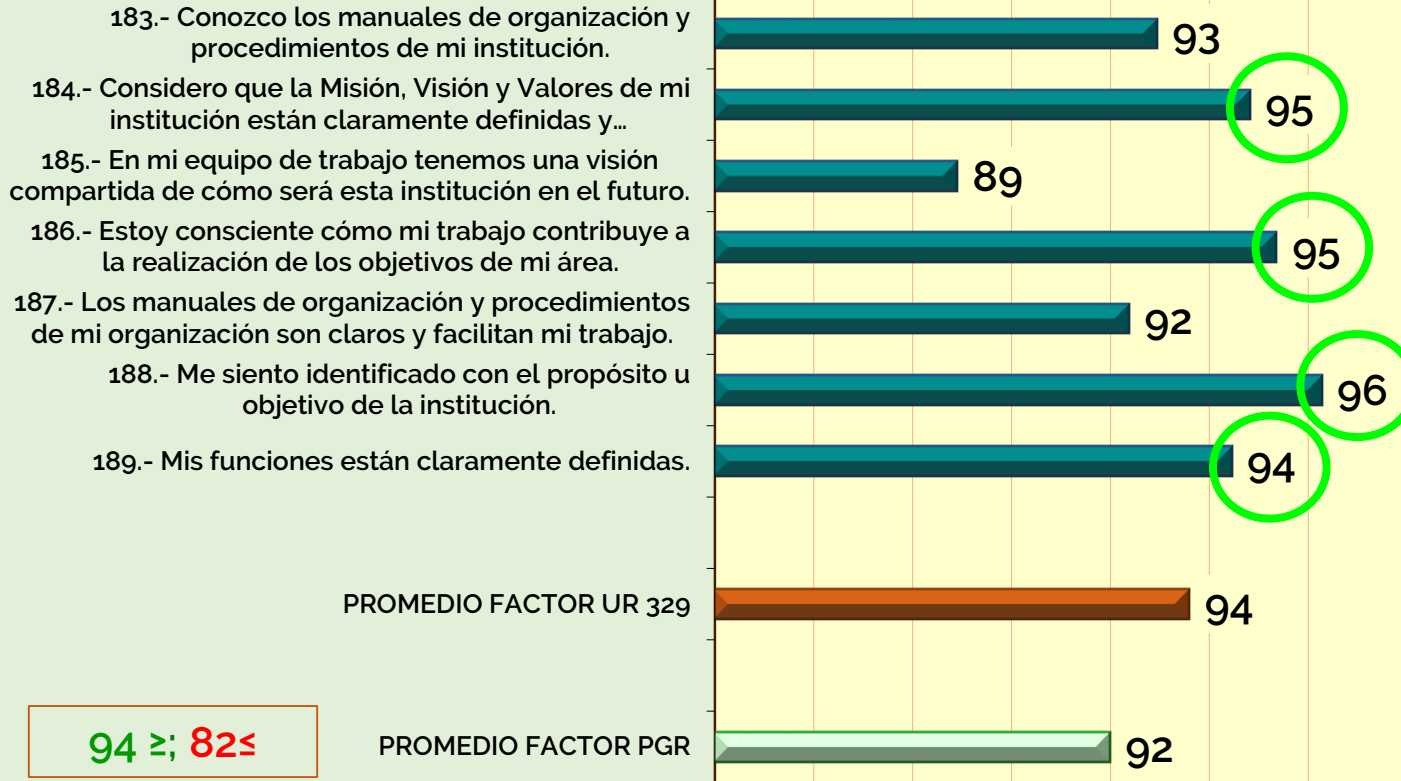 183.- Conozco los manuales de organización y
procedimientos de mi institución.
93
184.- Considero que la Misión, Visión y Valores de mi
institución están claramente definidas y...
95
185.- En mi equipo de trabajo tenemos una visión
compartida de cómo será esta institución en el futuro.
89
186.- Estoy consciente cómo mi trabajo contribuye a
la realización de los objetivos de mi área.
95
187.- Los manuales de organización y procedimientos
de mi organización son claros y facilitan mi trabajo.
92
188.- Me siento identificado con el propósito u
objetivo de la institución.
96
189.- Mis funciones están claramente definidas.
94
PROMEDIO FACTOR UR 329
94
94 ≥; 82≤
PROMEDIO FACTOR PGR
92